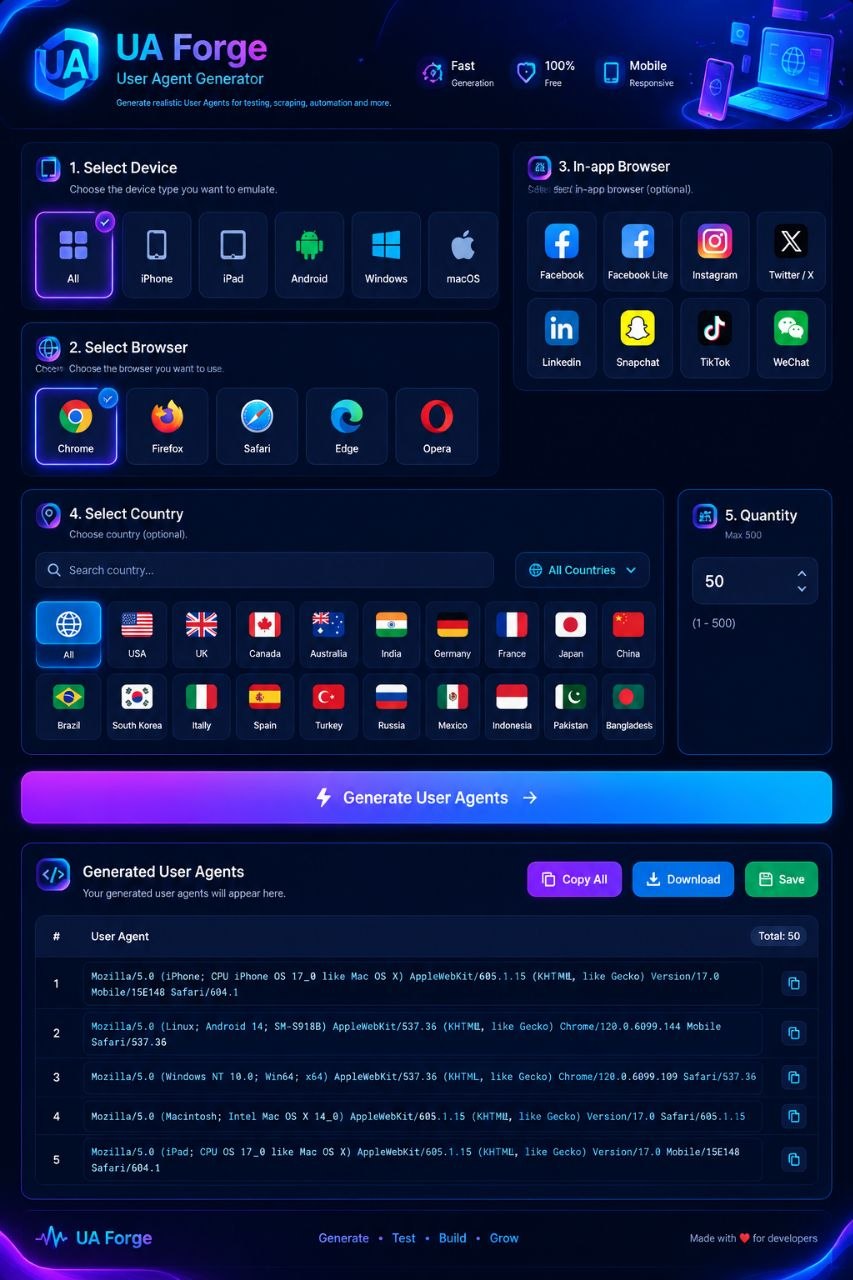 UA
UA Forge
User Agent Generator
Generate realistic User Agents for testing, scraping, automation and more.
Fast
Generation
100%
Free
Mobile
Responsive
1. Select Device
Choose the device type you want to emulate.
All
iPhone
iPad
Android
Windows
macOS
2. Select Browser
Choose the browser you want to use.
Chrome
Firefox
Safari
Edge
Opera
3. In-app Browser
in-app browser (optional).
Facebook
Facebook Lite
Instagram
Twitter / X
Linkedin
Snapchat
TikTok
WeChat
4. Select Country
Choose country (optional).
Search country...
All Countries
All
USA
UK
Canada
Australia
India
Germany
France
Japan
China
Brazil
South Korea
Itally
Spain
Turkey
Russia
Mexico
Indonesia
Pakistan
Bangladesh
5. Quantity
Max 500
50
(1 - 500)
Generate User Agents
Generated User Agents
Your generated user agents will appear here.
Copy All
Download
Save
# User Agent Total: 50
1 Mozilla/5.0 (iPhone; CPU iPhone OS 17_0 like Mac OS X) AppleWebKit/605.1.15 (KHTML, like Gecko) Version/17.0
Mobile/15E148 Safari/604.1
2 Mozilla/5.0 (Linux; Android 14; SM-S918B) AppleWebKit/537.36 (KHTML, like Gecko) Chrome/120.0.6099.144 Mobile
Safari/537.36
3 Mozilla/5.0 (Windows NT 10.0; Win64; x64) AppleWebKit/537.36 (KHTML, like Gecko) Chrome/120.0.6099.109 Safari/537.36
4 Mozilla/5.0 (Macintosh; Intel Mac OS X 14_0) AppleWebKit/605.1.15 (KHTML, like Gecko) Version/17.0 Safari/605.1.15
5 Mozilla/5.0 (iPad; CPU OS 17_0 like Mac OS X) AppleWebKit/605.1.15 (KHTML, like Gecko) Version/17.0 Mobile/15E148
Safari/604.1
UA Forge
Generate • Test • Build • Grow
Made with ❤ for developers